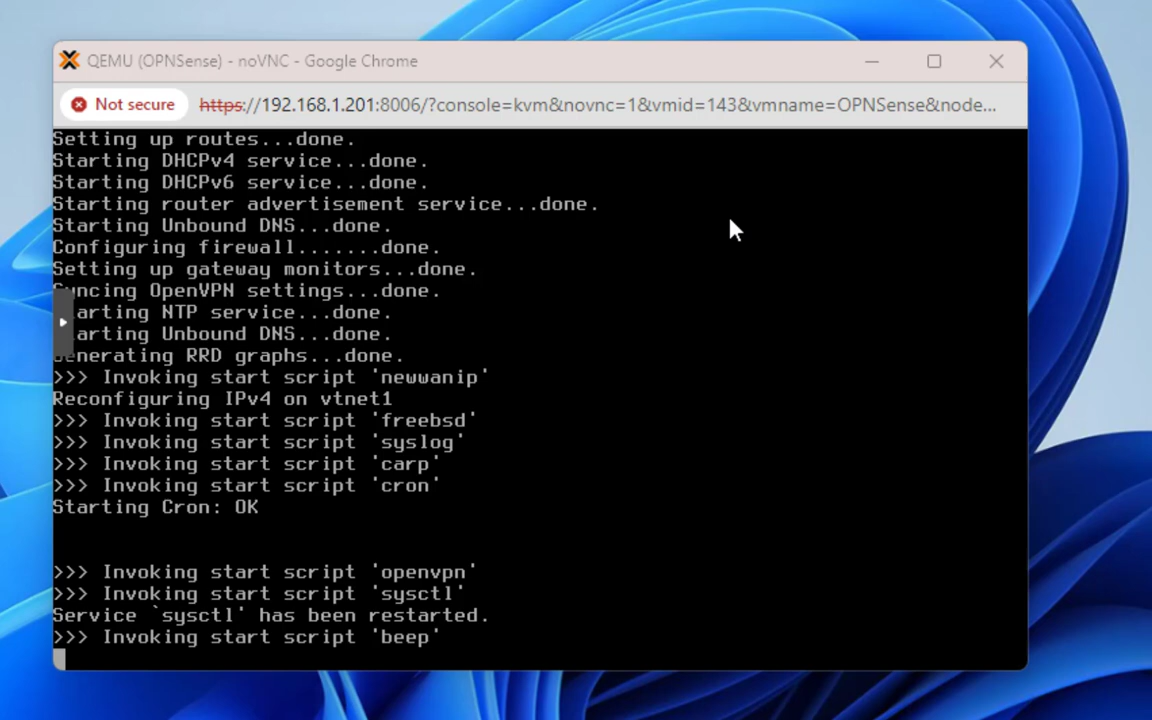 QEMU (OPNSense) - noVNC - Google Chrome
Not secure https://192.168.1.201:8006/?console=kvm&novnc=1&vmid=143&vmname=OPNSense&node...
Setting up routes...done.
Starting DHCPv4 service...done.
Starting DHCPv6 service...done.
Starting router advertisement service...done.
Starting Unbound DNS...done.
Configuring firewall.......done.
Setting up gateway monitors...done.
Syncing OpenVPN settings...done.
arting NTP service...done.
arting Unbound DNS...done.
Generating RRD graphs...done.
>>> Invoking start script 'newwanip'
Reconfiguring IPv4 on vtnet1
>>> Invoking start script 'freebsd'
>>> Invoking start script 'syslog'
>>> Invoking start script 'carp'
>>> Invoking start script 'cron'
Starting Cron: OK
>>> Invoking start script 'openvpn'
>>> Invoking start script 'sysctl'
Service `sysctl' has been restarted.
>>> Invoking start script 'beep'